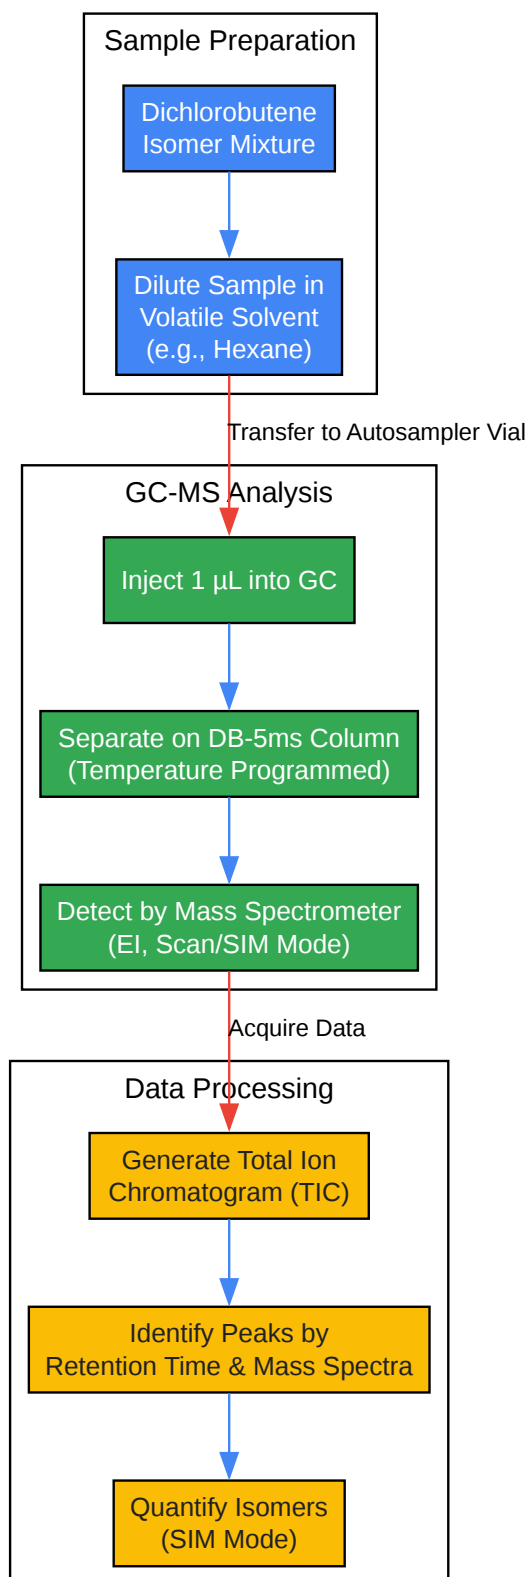 Sample Preparation
Dichlorobutene
Isomer Mixture
Dilute Sample in
Volatile Solvent
(e.g., Hexane)
Transfer to Autosampler Vial
GC-MS Analysis
Inject 1 µL into GC
Separate on DB-5ms Column
(Temperature Programmed)
Detect by Mass Spectrometer
(EI, Scan/SIM Mode)
Acquire Data
Data Processing
Generate Total Ion
Chromatogram (TIC)
Identify Peaks by
Retention Time & Mass Spectra
Quantify Isomers
(SIM Mode)